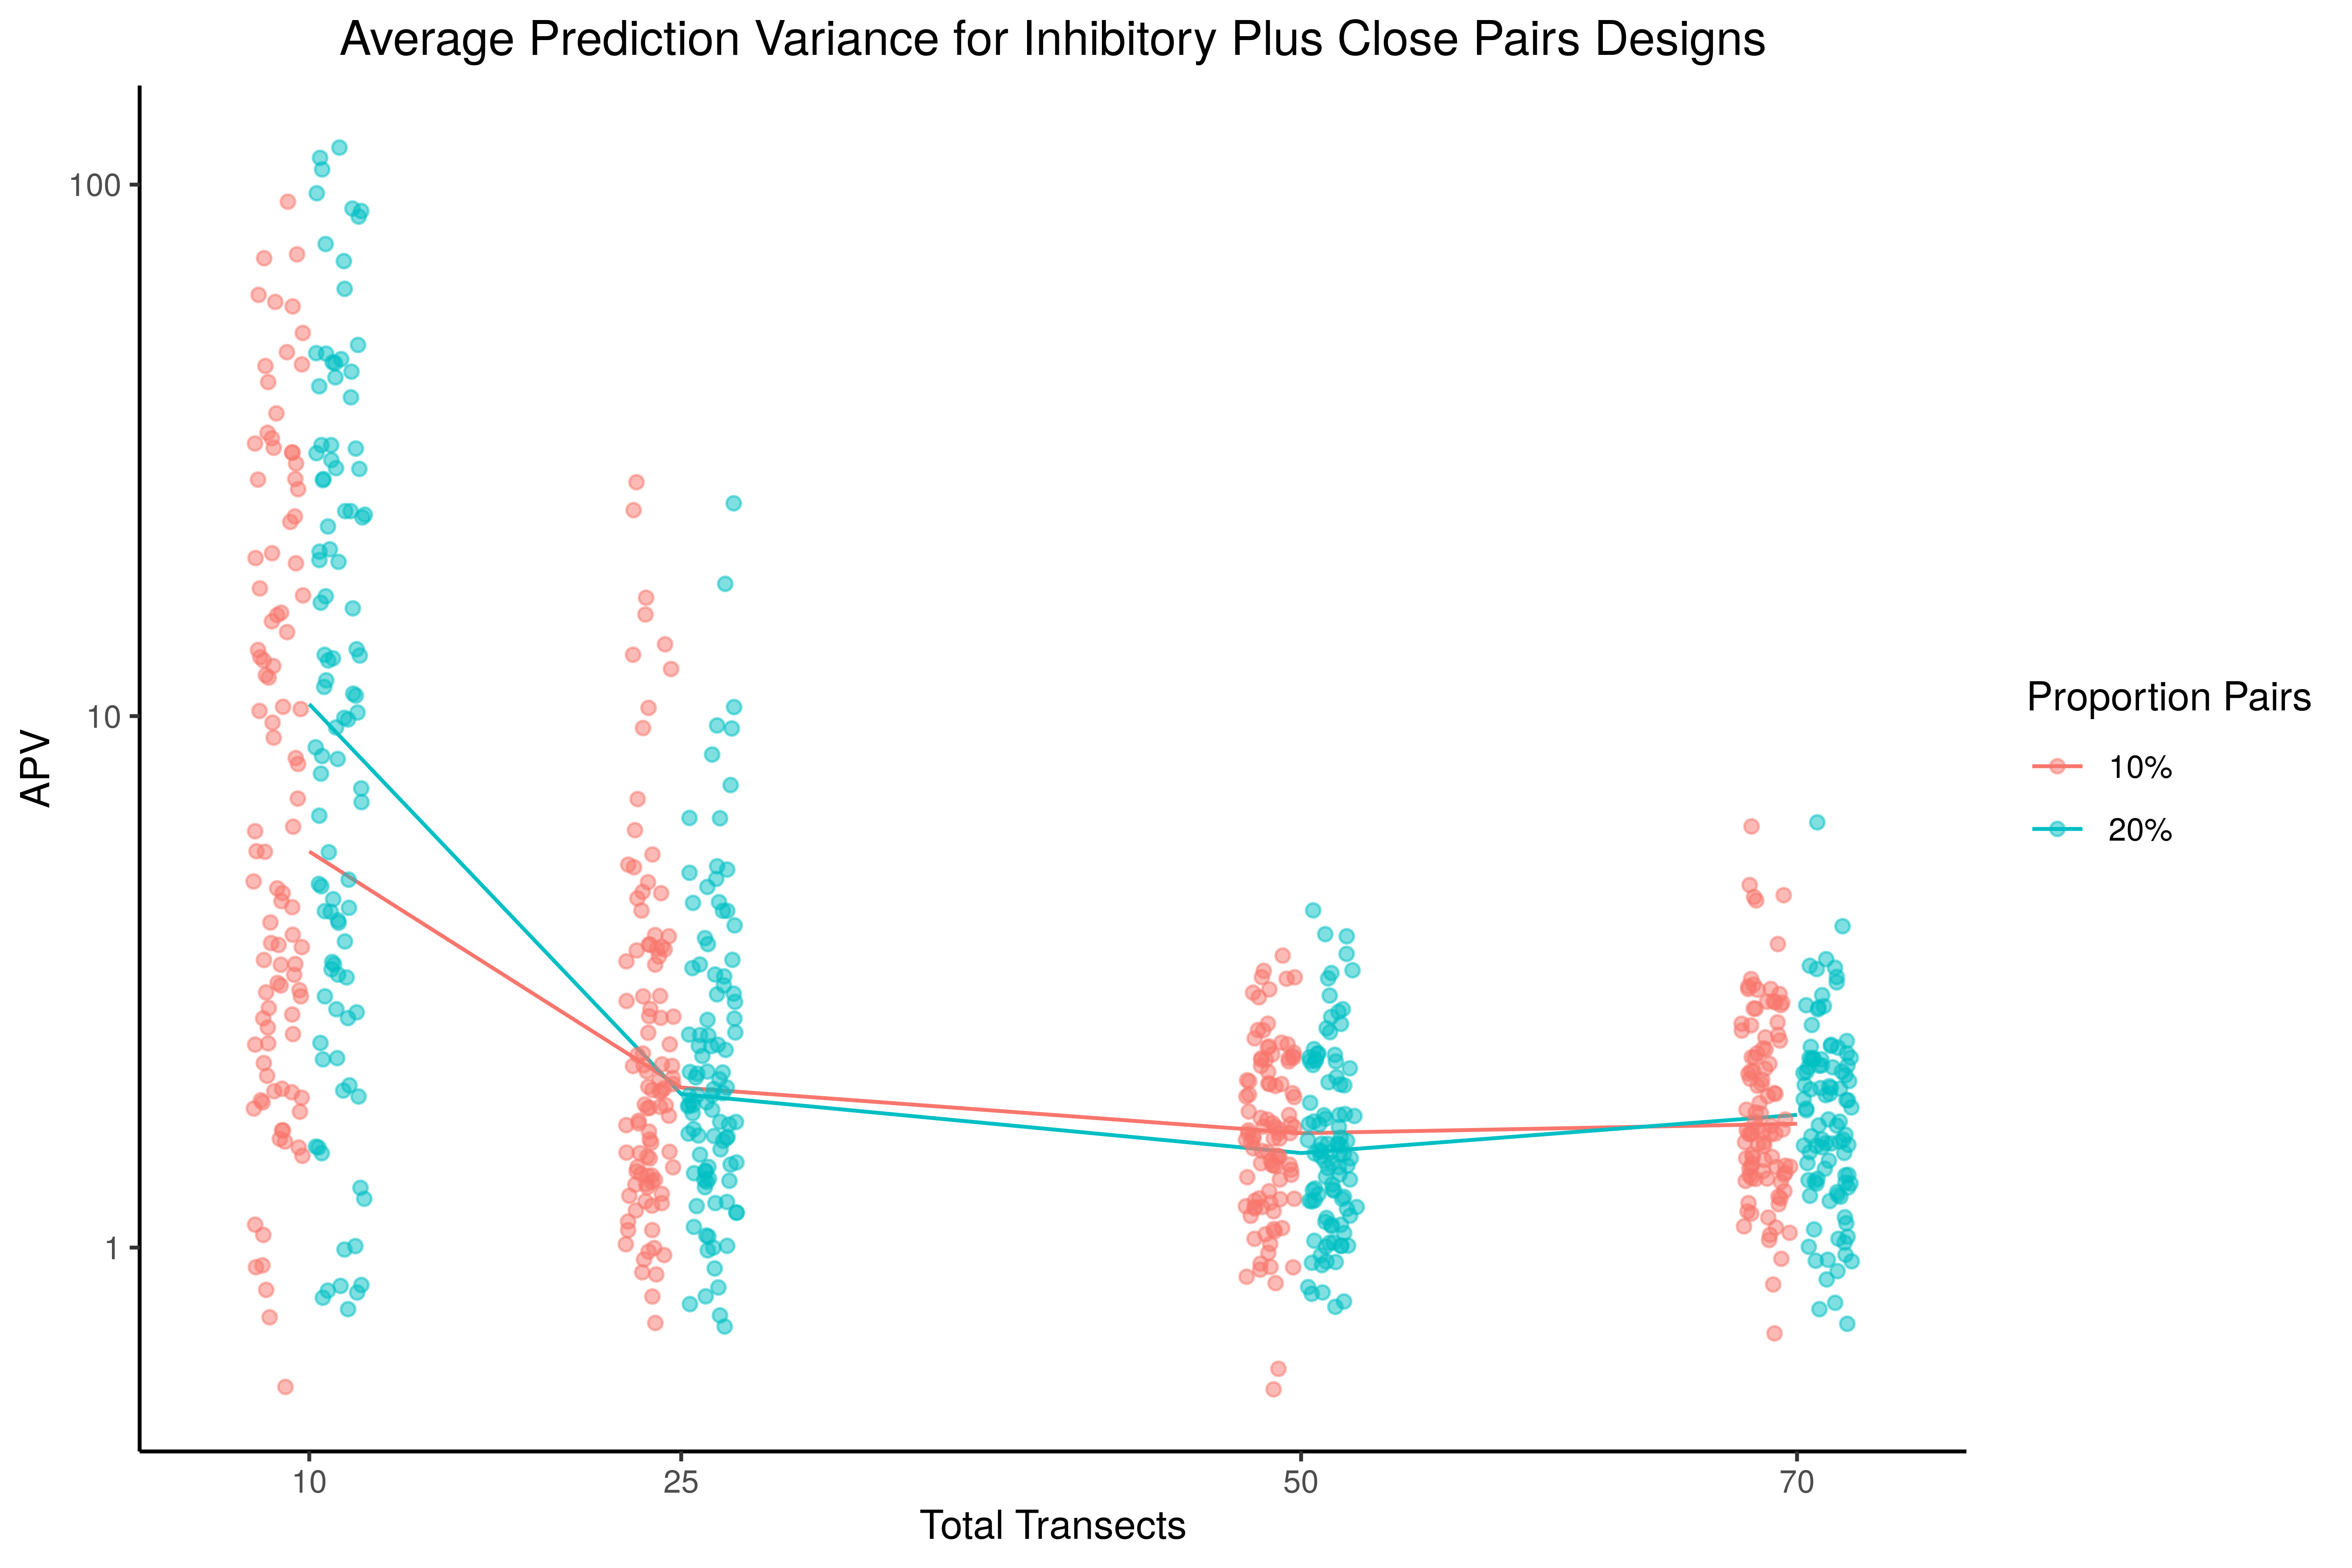 Average Prediction Variance for Inhibitory Plus Close Pairs Designs
100
10
1
APV
10 25 50 70
Total Transects
Proportion Pairs
10%
20%